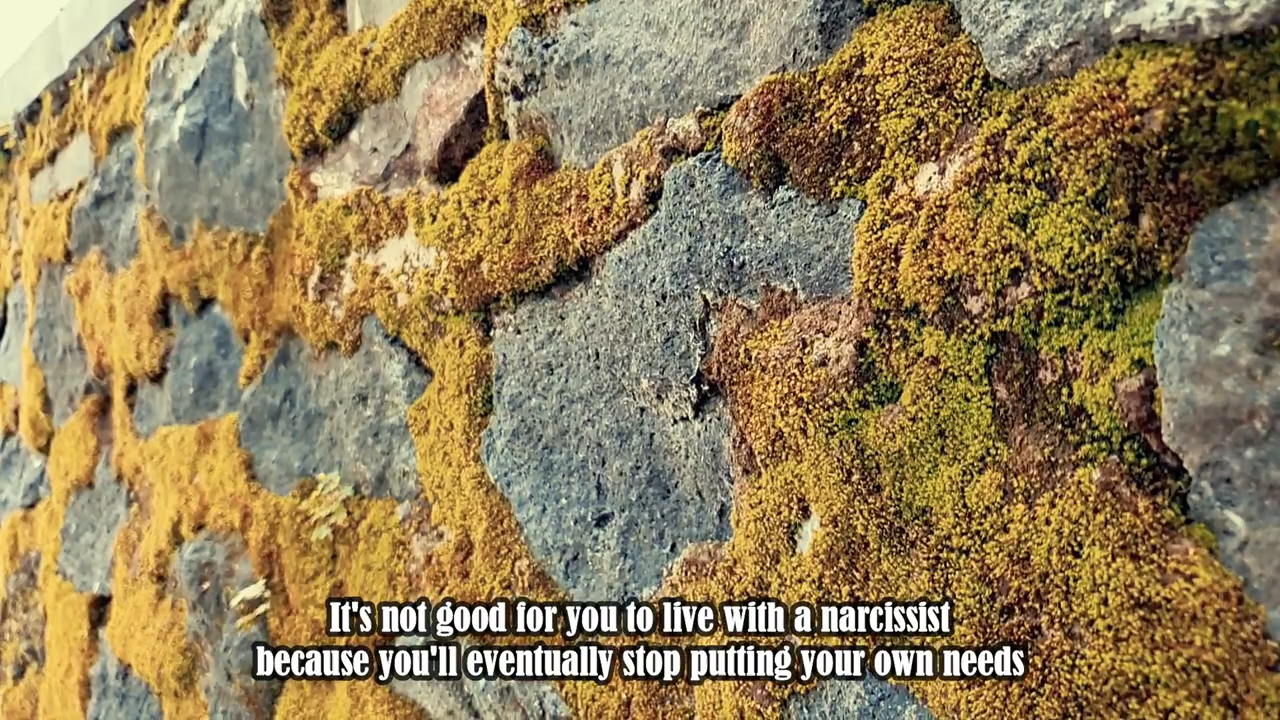 It's not good for you to live with a narcissist
because you'll eventually stop putting your own needs